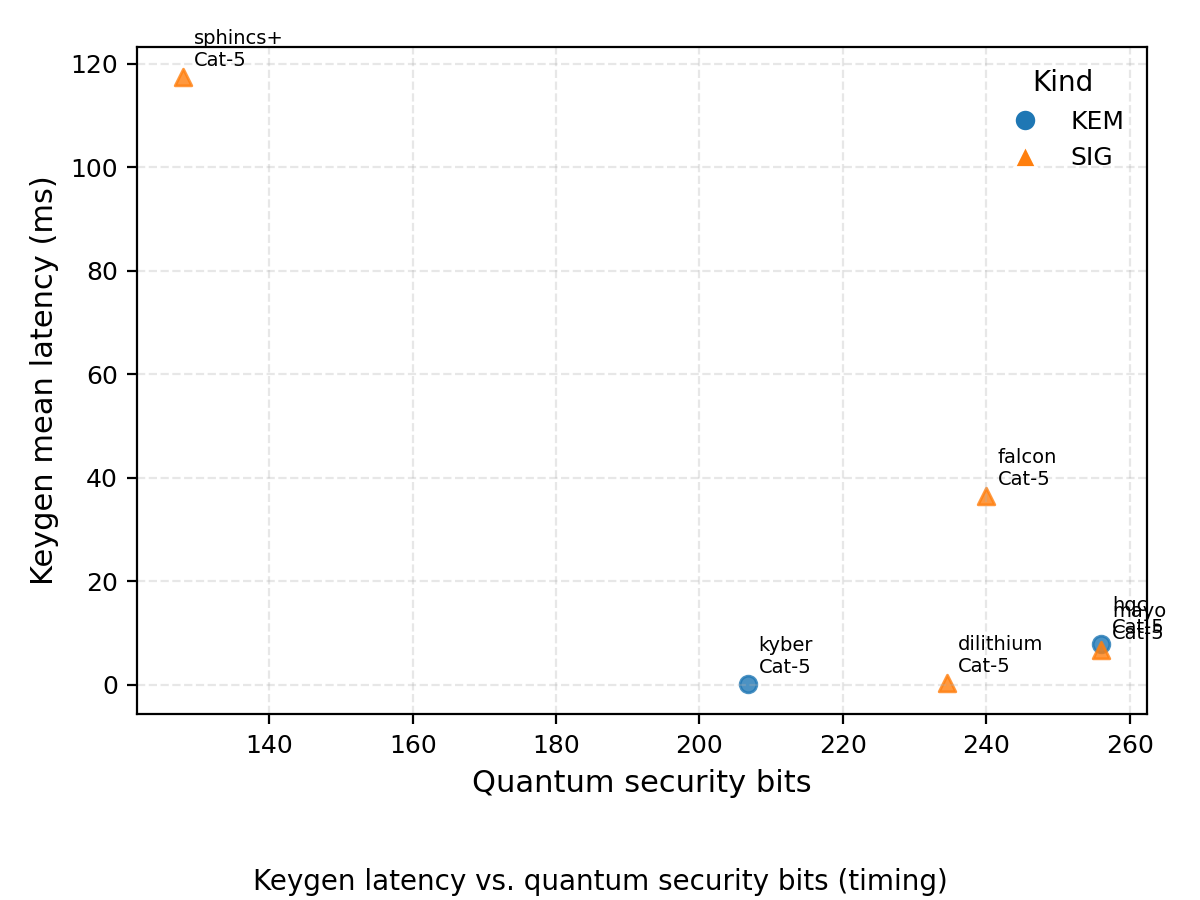 sphincs+
Cat-5
120
100
80
60
40
20
0
Keygen mean latency (ms)
Kind
KEM
SIG
falcon
Cat-5
hqc
Cat-5
mayo
Cat-5
kyber
Cat-5
dilithium
Cat-5
140
160
180
200
220
240
260
Quantum security bits
Keygen latency vs. quantum security bits (timing)